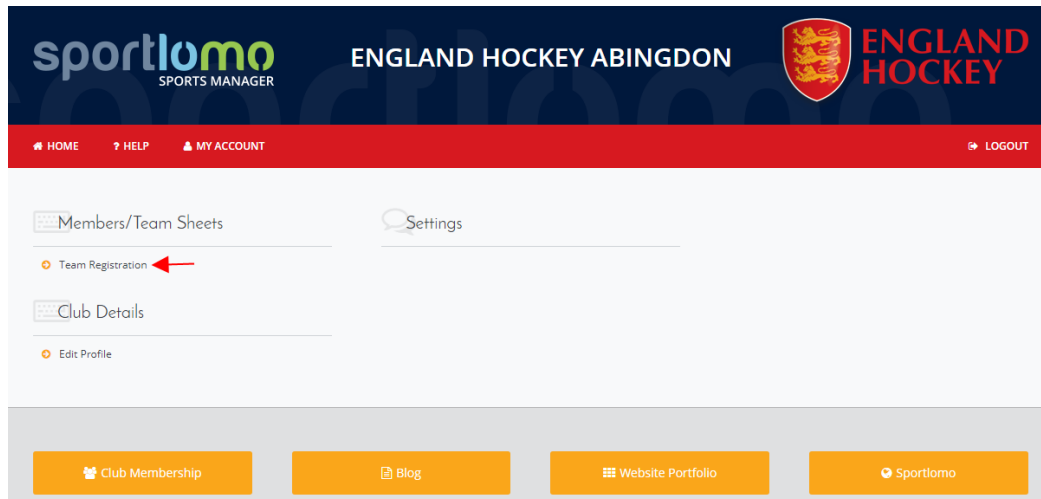 sportlomo
SPORTS MANAGER
ENGLAND HOCKEY ABINGDON
ENGLAND
HOCKEY
HOME ? HELP MY ACCOUNT LOGOUT
Members/Team Sheets Settings
Team Registration
Club Details
Edit Profile
Club Membership Blog Website Portfolio Sportlomo